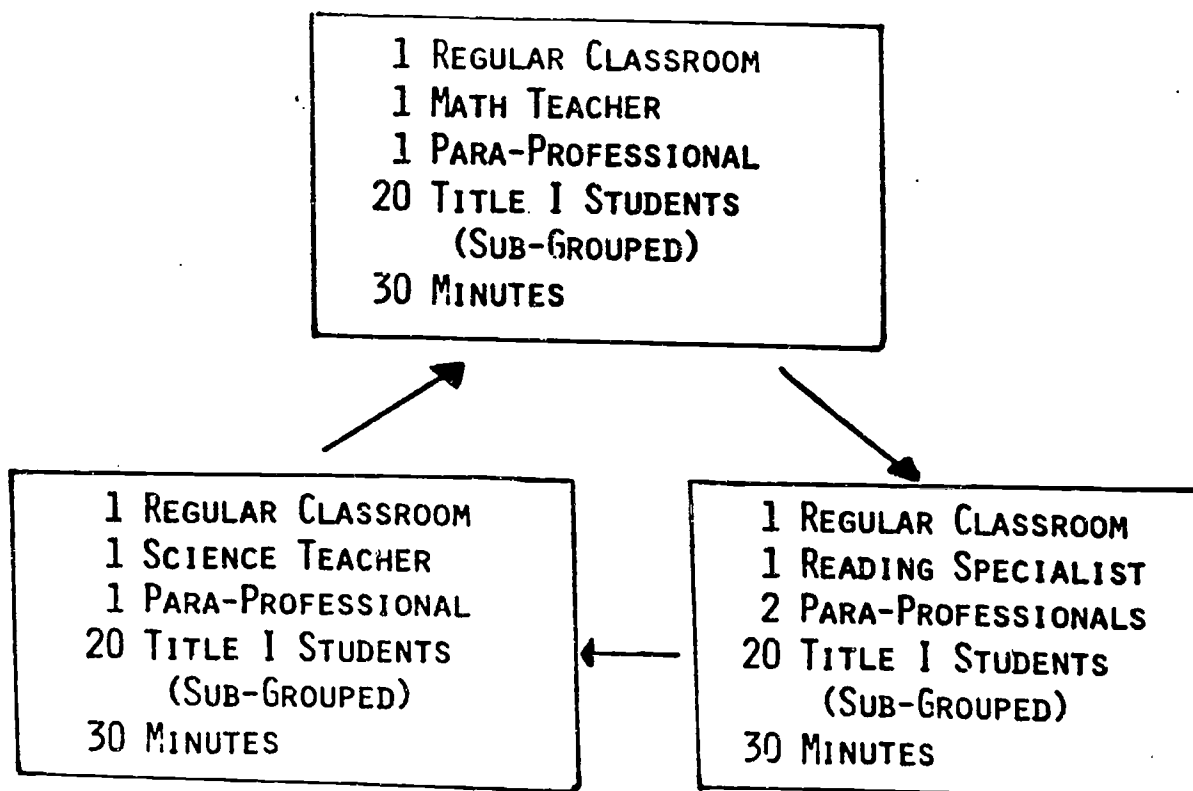 1 REGULAR CLASSROOM
1 MATH TEACHER
1 PARA-PROFESSIONAL
20 TITLE I STUDENTS
(SUB-GROUPED)
30 MINUTES
1 REGULAR CLASSROOM
1 SCIENCE TEACHER
1 PARA-PROFESSIONAL
20 TITLE I STUDENTS
(SUB-GROUPED)
30 MINUTES
1 REGULAR CLASSROOM
1 READING SPECIALIST
2 PARA-PROFESSIONALS
20 TITLE I STUDENTS
(SUB-GROUPED)
30 MINUTES